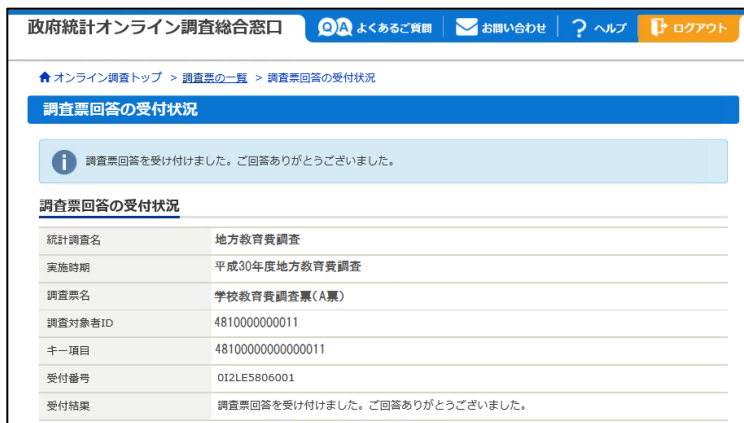 政府統計オンライン調査総合窓口 Q A よくあるご質問 お問い合わせ ? ヘルプ ログアウト
オンライン調査トップ > 調査票の一覧 > 調査票回答の受付状況
調査票回答の受付状況
i 調査票回答を受け付けました。ご回答ありがとうございました。
調査票回答の受付状況
統計調査名 地方教育費調査
実施時期 平成30年度地方教育費調査
調査票名 学校教育費調査票(A票)
調査対象者ID 4810000000011
キー項目 48100000000000011
受付番号 0I2LE5806001
受付結果 調査票回答を受け付けました。ご回答ありがとうございました。